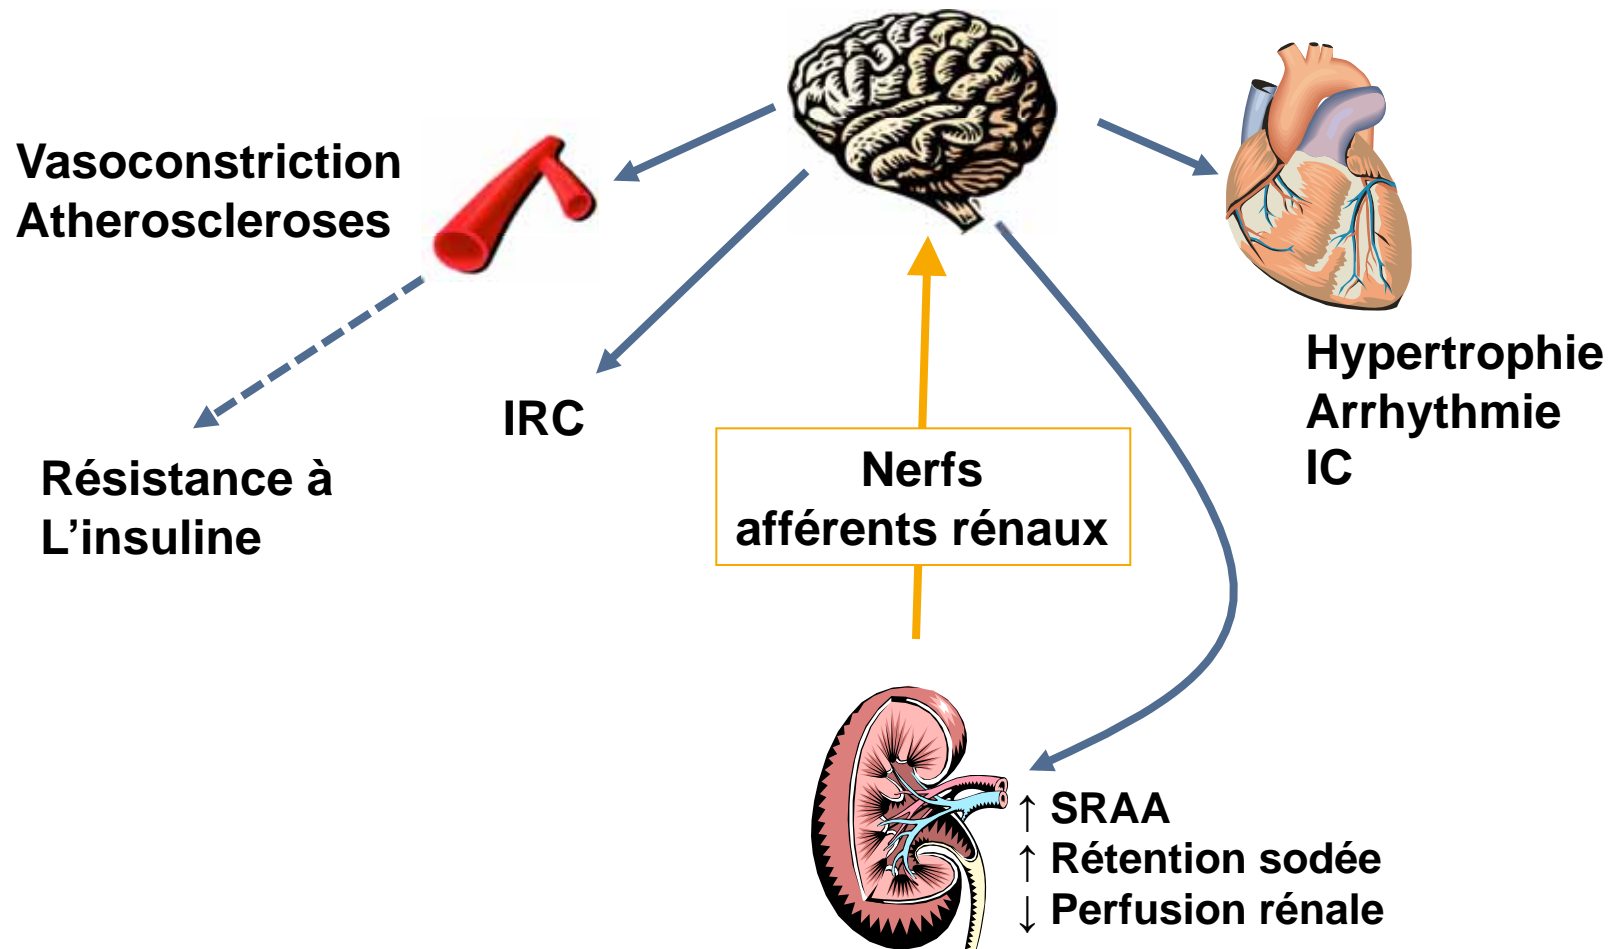 Vasoconstriction
Atheroscleroses
Hypertrophie
Arrhythmie
IC
IRC
Résistance à
L’insuline
Nerfs
afférents rénaux
↑ SRAA
↑ Rétention sodée
↓ Perfusion rénale